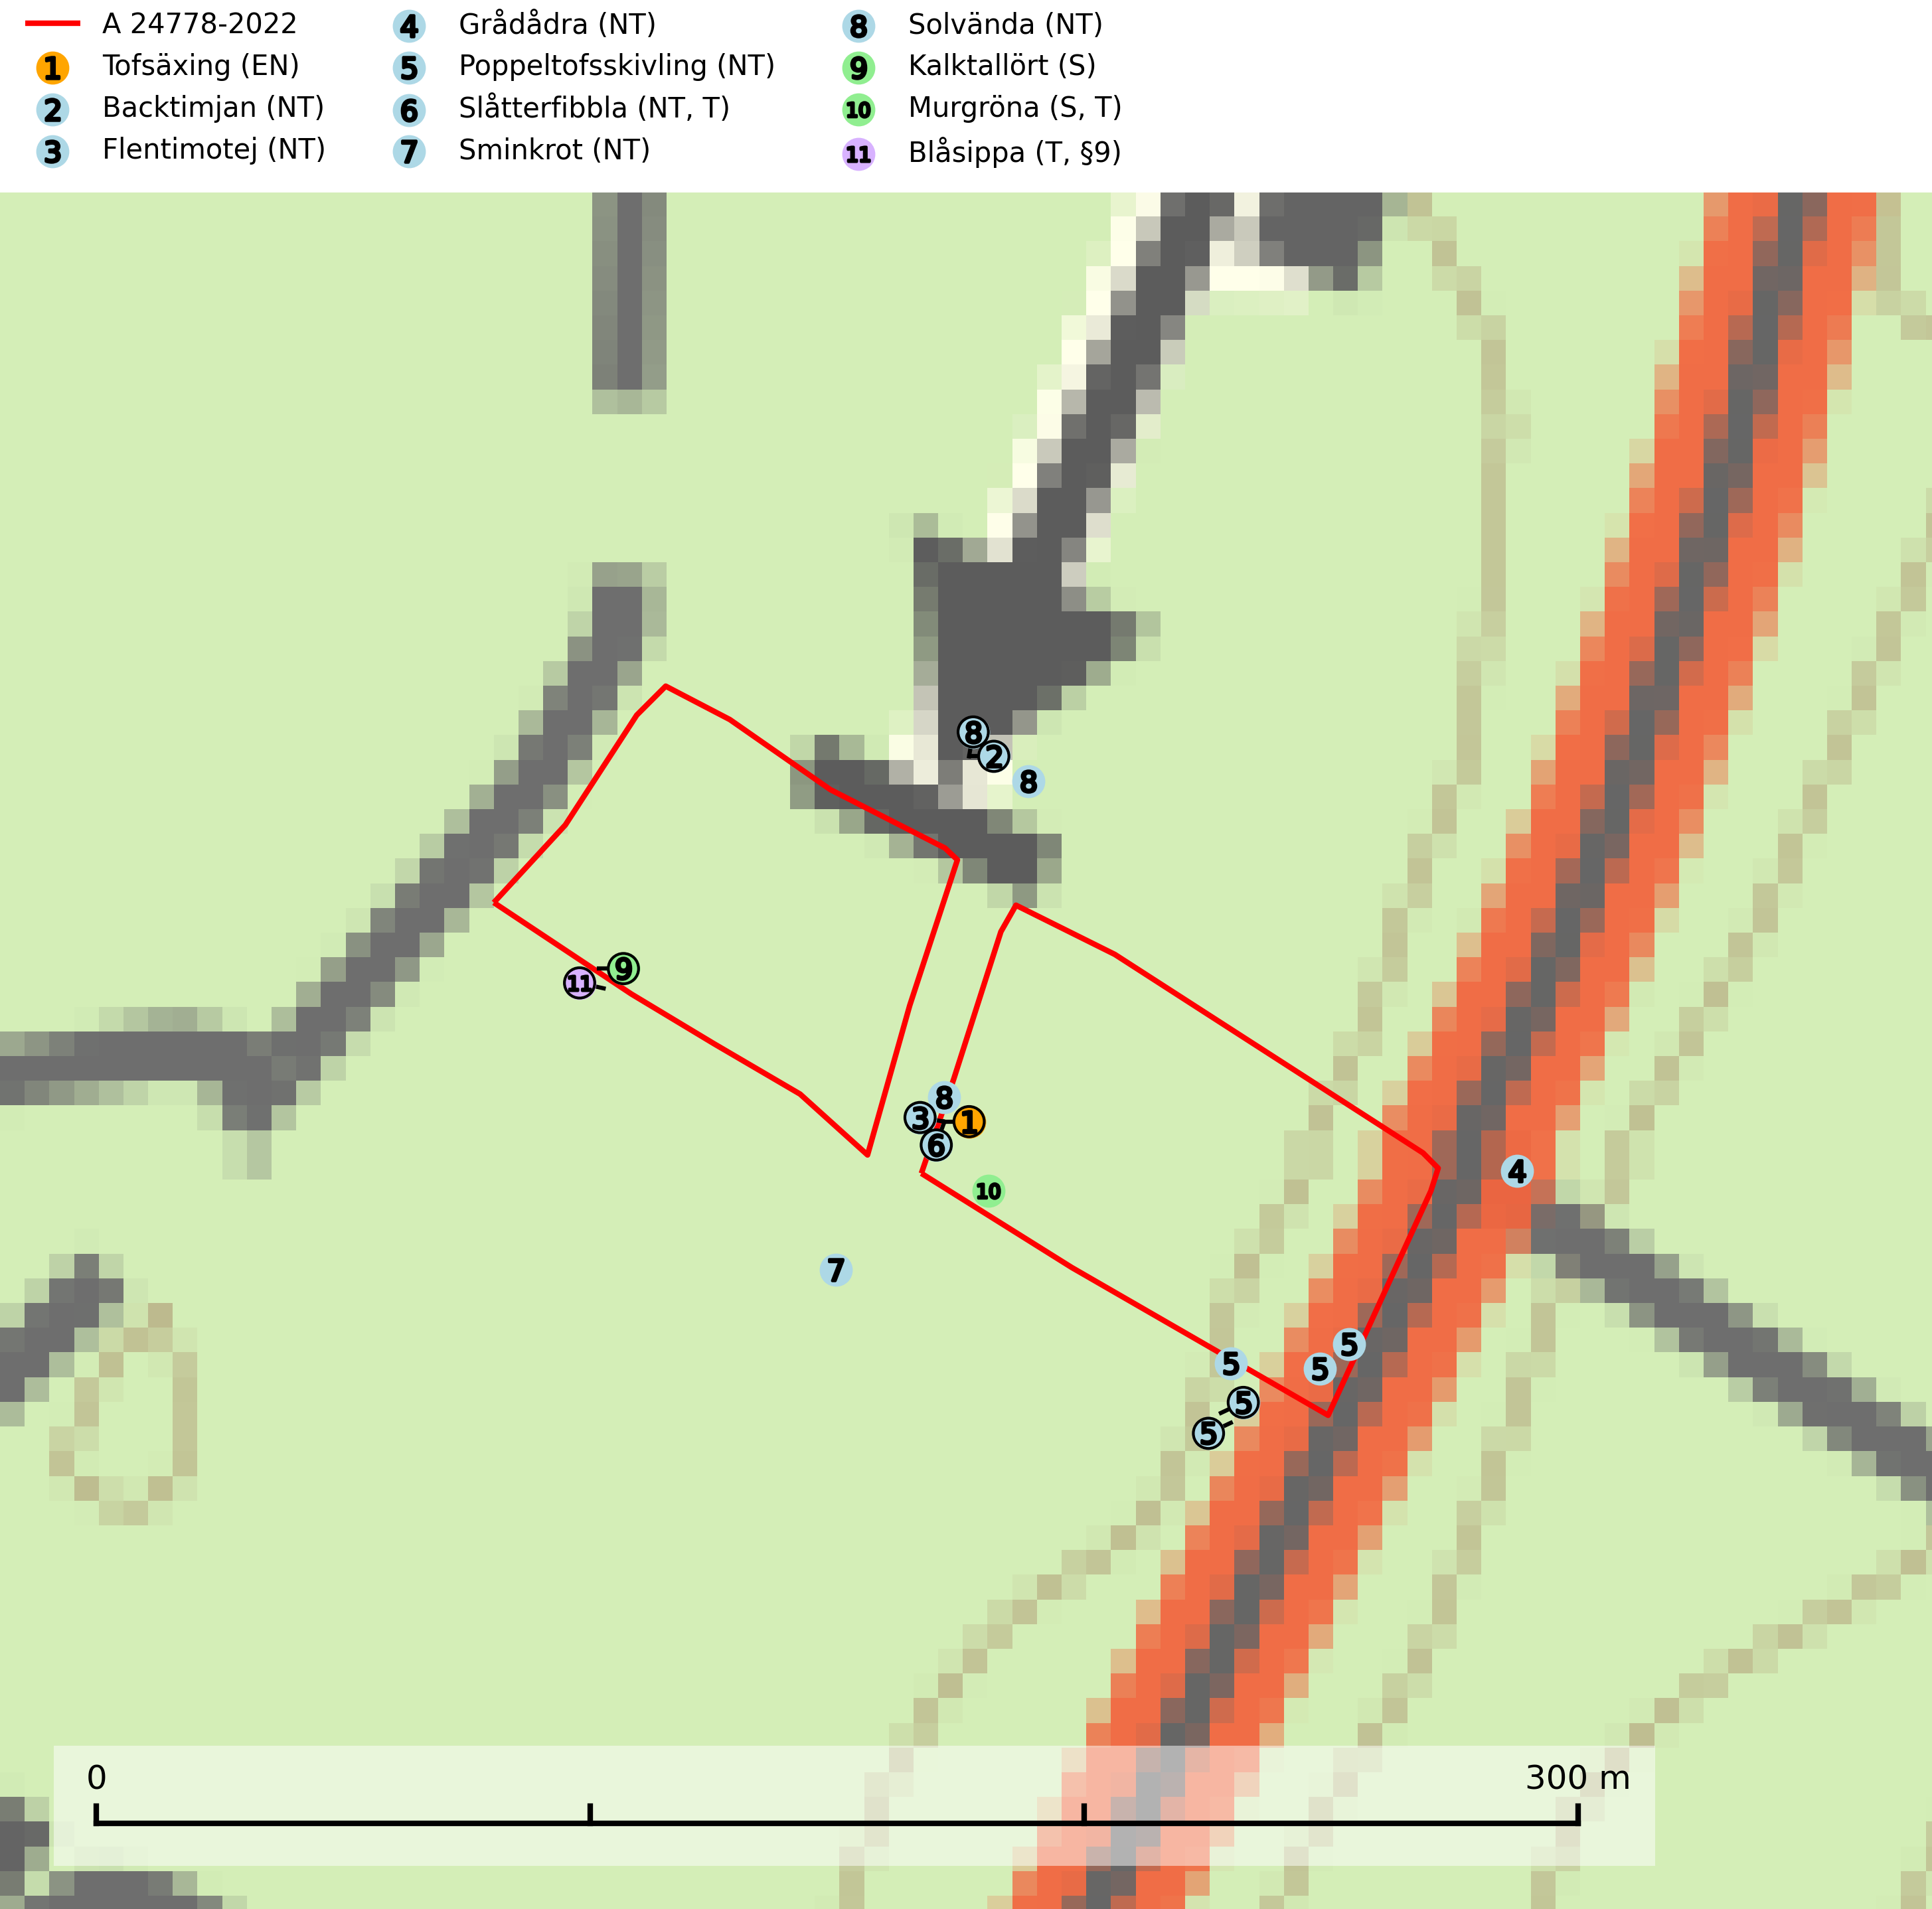 A 24778-2022
1 Tofsäxing (EN)
2 Backtimjan (NT)
3 Flentimotej (NT)
4 Grådådra (NT)
5 Poppeltofsskivling (NT)
6 Slåtterfibbla (NT, T)
7 Sminkrot (NT)
8 Solvända (NT)
9 Kalktallört (S)
10 Murgröna (S, T)
11 Blåsippa (T, §9)
8
2
8
9
11
8
3
1
6
4
10
7
5
5
5
5
5
0
300 m